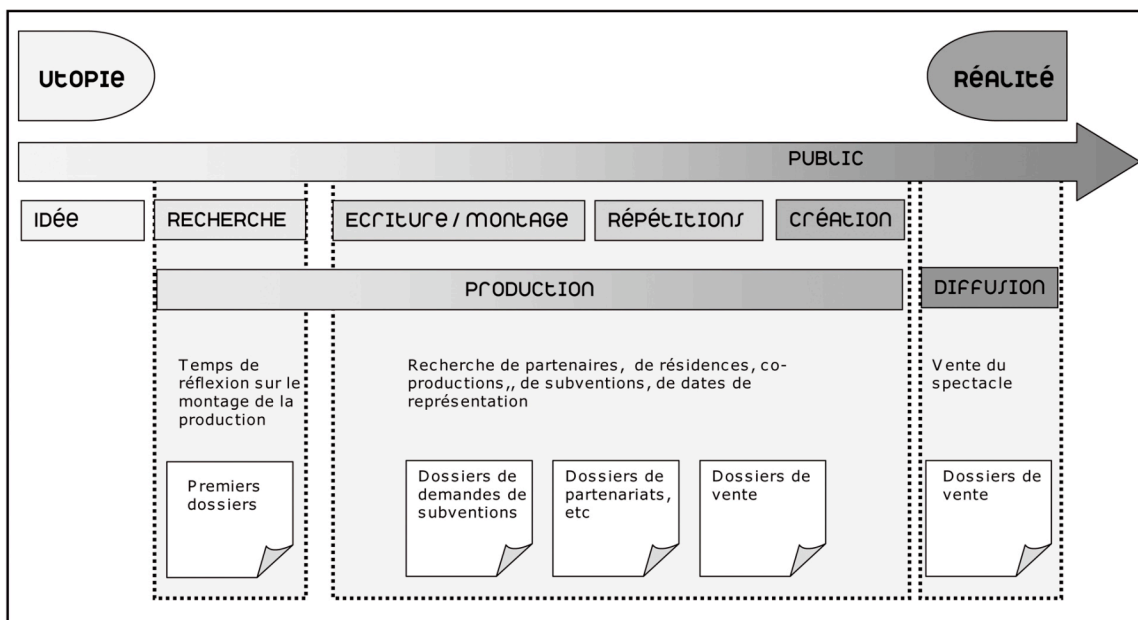 UTOPIE
RÉALITÉ
PUBLIC
IDÉE
RECHERCHE
ECRITURE / MONTAGE
RÉPÉTITIONS
CRÉATION
PRODUCTION
DIFFUSION
Temps de
réflexion sur le
montage de la
production
Recherche de partenaires, de résidences, co-
productions,, de subventions, de dates de
représentation
Vente du
spectacle
Premiers
dossiers
Dossiers de
demandes de
subventions
Dossiers de
partenariats,
etc
Dossiers de
vente
Dossiers de
vente